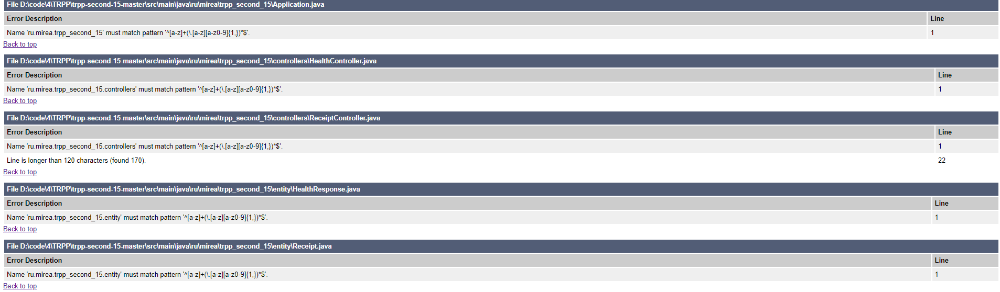 File D:\code\4\TRPP\trpp-second-15-master\src\main\java\ru\mirea\trpp_second_15\Application.java
Error Description Line
Name 'ru.mirea.trpp_second_15' must match pattern '^[a-z]+(\.[a-z][a-z0-9]{1,})*$'. 1
Back to top
File D:\code\4\TRPP\trpp-second-15-master\src\main\java\ru\mirea\trpp_second_15\controllers\HealthController.java
Error Description Line
Name 'ru.mirea.trpp_second_15.controllers' must match pattern '^[a-z]+(\.[a-z][a-z0-9]{1,})*$'. 1
Back to top
File D:\code\4\TRPP\trpp-second-15-master\src\main\java\ru\mirea\trpp_second_15\controllers\ReceiptController.java
Error Description Line
Name 'ru.mirea.trpp_second_15.controllers' must match pattern '^[a-z]+(\.[a-z][a-z0-9]{1,})*$'. 1
Line is longer than 120 characters (found 170). 22
Back to top
File D:\code\4\TRPP\trpp-second-15-master\src\main\java\ru\mirea\trpp_second_15\entity\HealthResponse.java
Error Description Line
Name 'ru.mirea.trpp_second_15.entity' must match pattern '^[a-z]+(\.[a-z][a-z0-9]{1,})*$'. 1
Back to top
File D:\code\4\TRPP\trpp-second-15-master\src\main\java\ru\mirea\trpp_second_15\entity\Receipt.java
Error Description Line
Name 'ru.mirea.trpp_second_15.entity' must match pattern '^[a-z]+(\.[a-z][a-z0-9]{1,})*$'. 1
Back to top